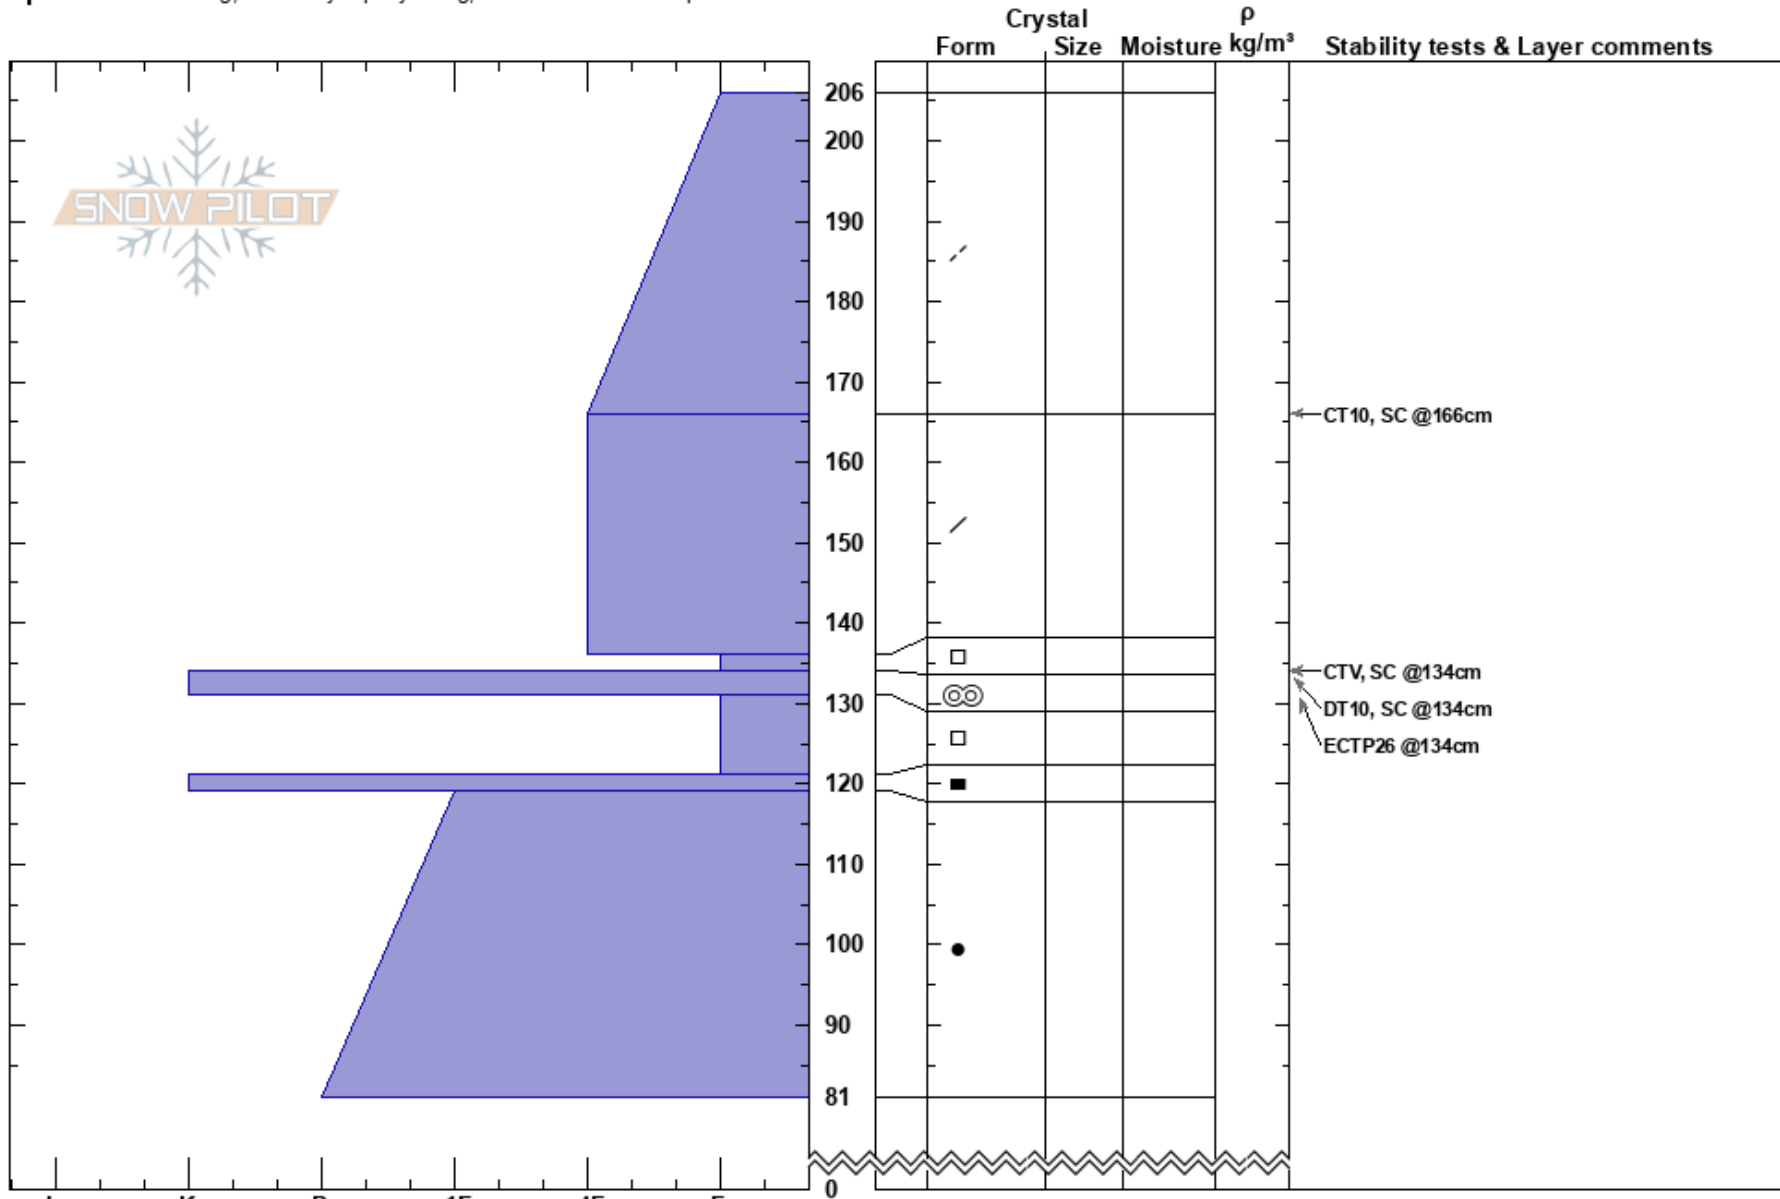 Crystal
ρ
Form Size Moisture kg/m³ Stability tests & Layer comments
206
200
SNOW PILOT
190
180
170
CT10, SC @166cm
160
150
140
CTV, SC @134cm
130
DT10, SC @134cm
ECTP26 @134cm
120
110
100
90
81
0